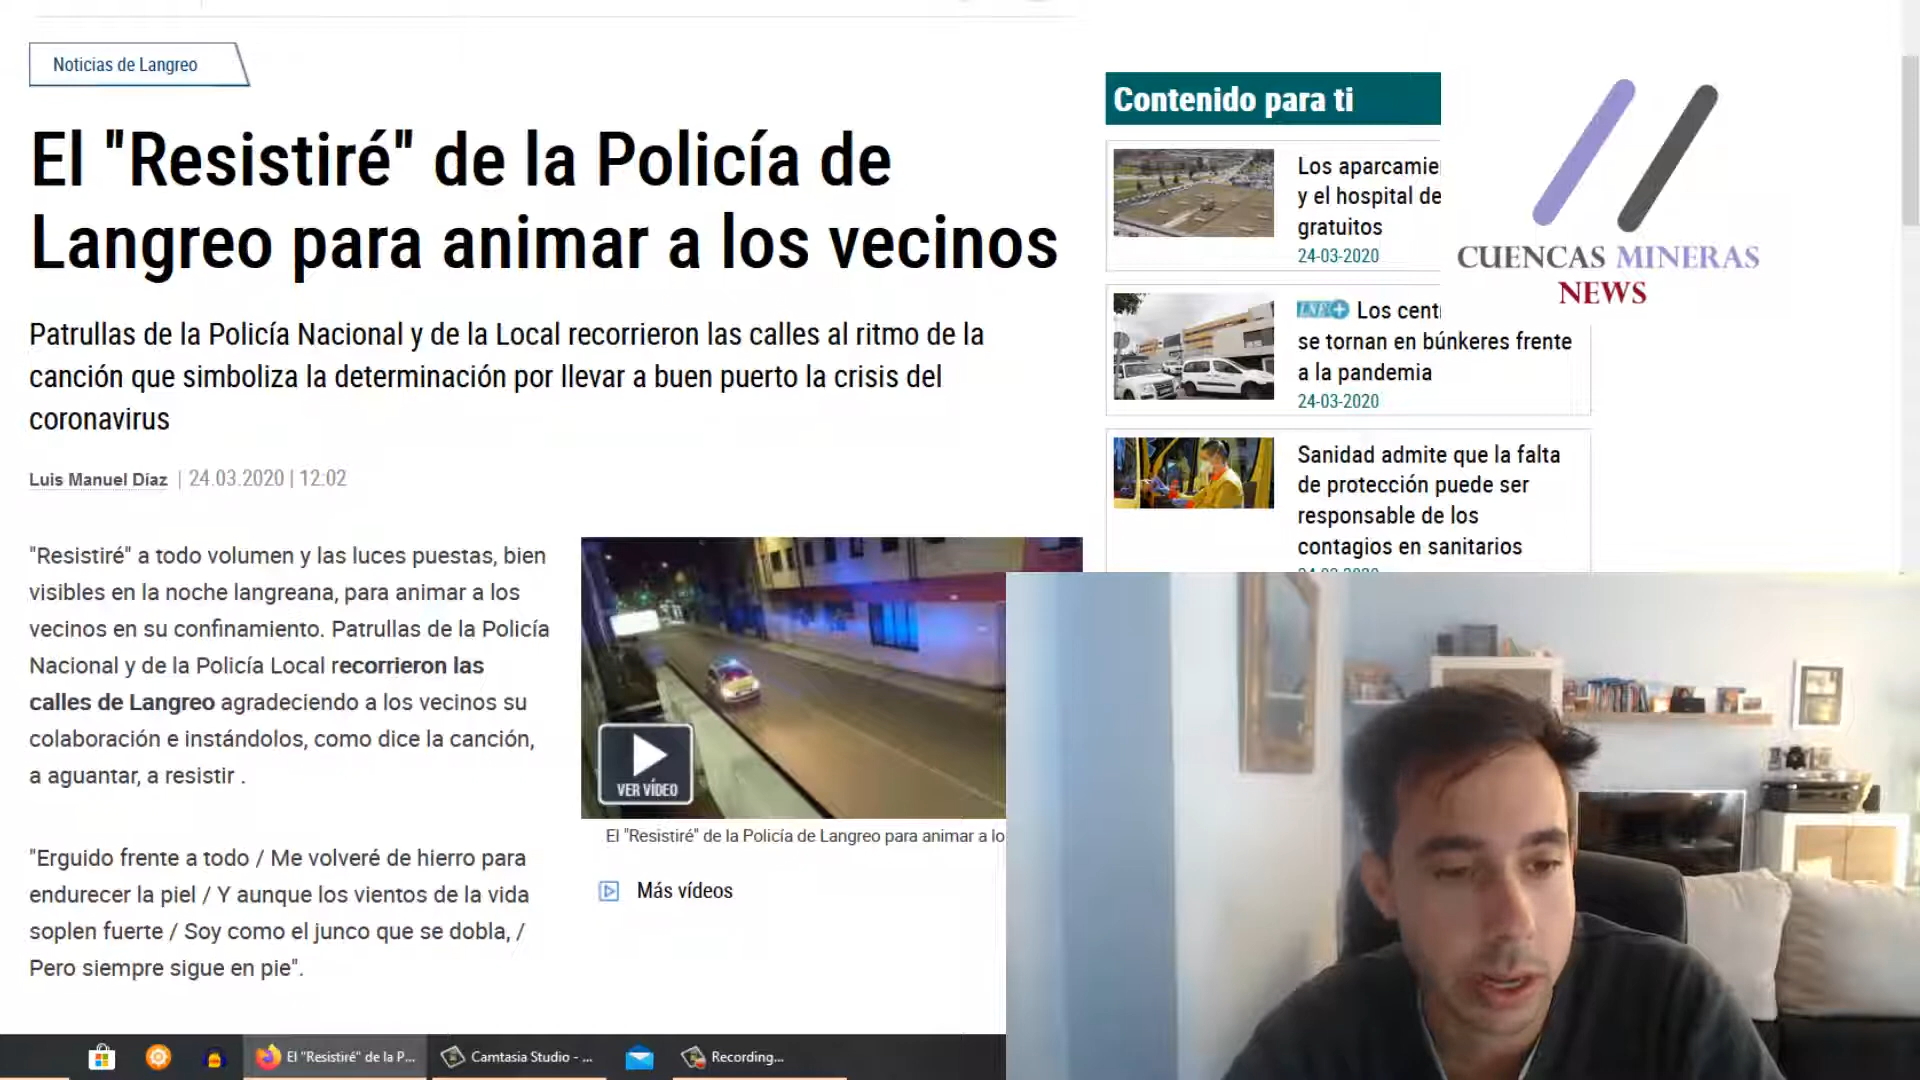 Noticias de Langreo
El "Resistiré" de la Policía de
Langreo para animar a los vecinos
Patrullas de la Policía Nacional y de la Local recorrieron las calles al ritmo de la
canción que simboliza la determinación por llevar a buen puerto la crisis del
coronavirus
Luis Manuel Díaz | 24.03.2020 | 12:02
"Resistiré" a todo volumen y las luces puestas, bien
visibles en la noche langreana, para animar a los
vecinos en su confinamiento. Patrullas de la Policía
Nacional y de la Policía Local recorrieron las
calles de Langreo agradeciendo a los vecinos su
colaboración e instándolos, como dice la canción,
a aguantar, a resistir .
"Erguido frente a todo / Me volveré de hierro para
endurecer la piel / Y aunque los vientos de la vida
soplen fuerte / Soy como el junco que se dobla, /
Pero siempre sigue en pie".
VER VÍDEO
El "Resistiré" de la Policía de Langreo para animar a lo
Más vídeos
Contenido para ti
Los aparcamie
y el hospital de
gratuitos
24-03-2020
LNE+ Los cent
se tornan en búnkeres frente
a la pandemia
24-03-2020
Sanidad admite que la falta
de protección puede ser
responsable de los
contagios en sanitarios
CUENCAS MINERAS
NEWS
El "Resistiré" de la P...
Camtasia Studio - ...
Recording...